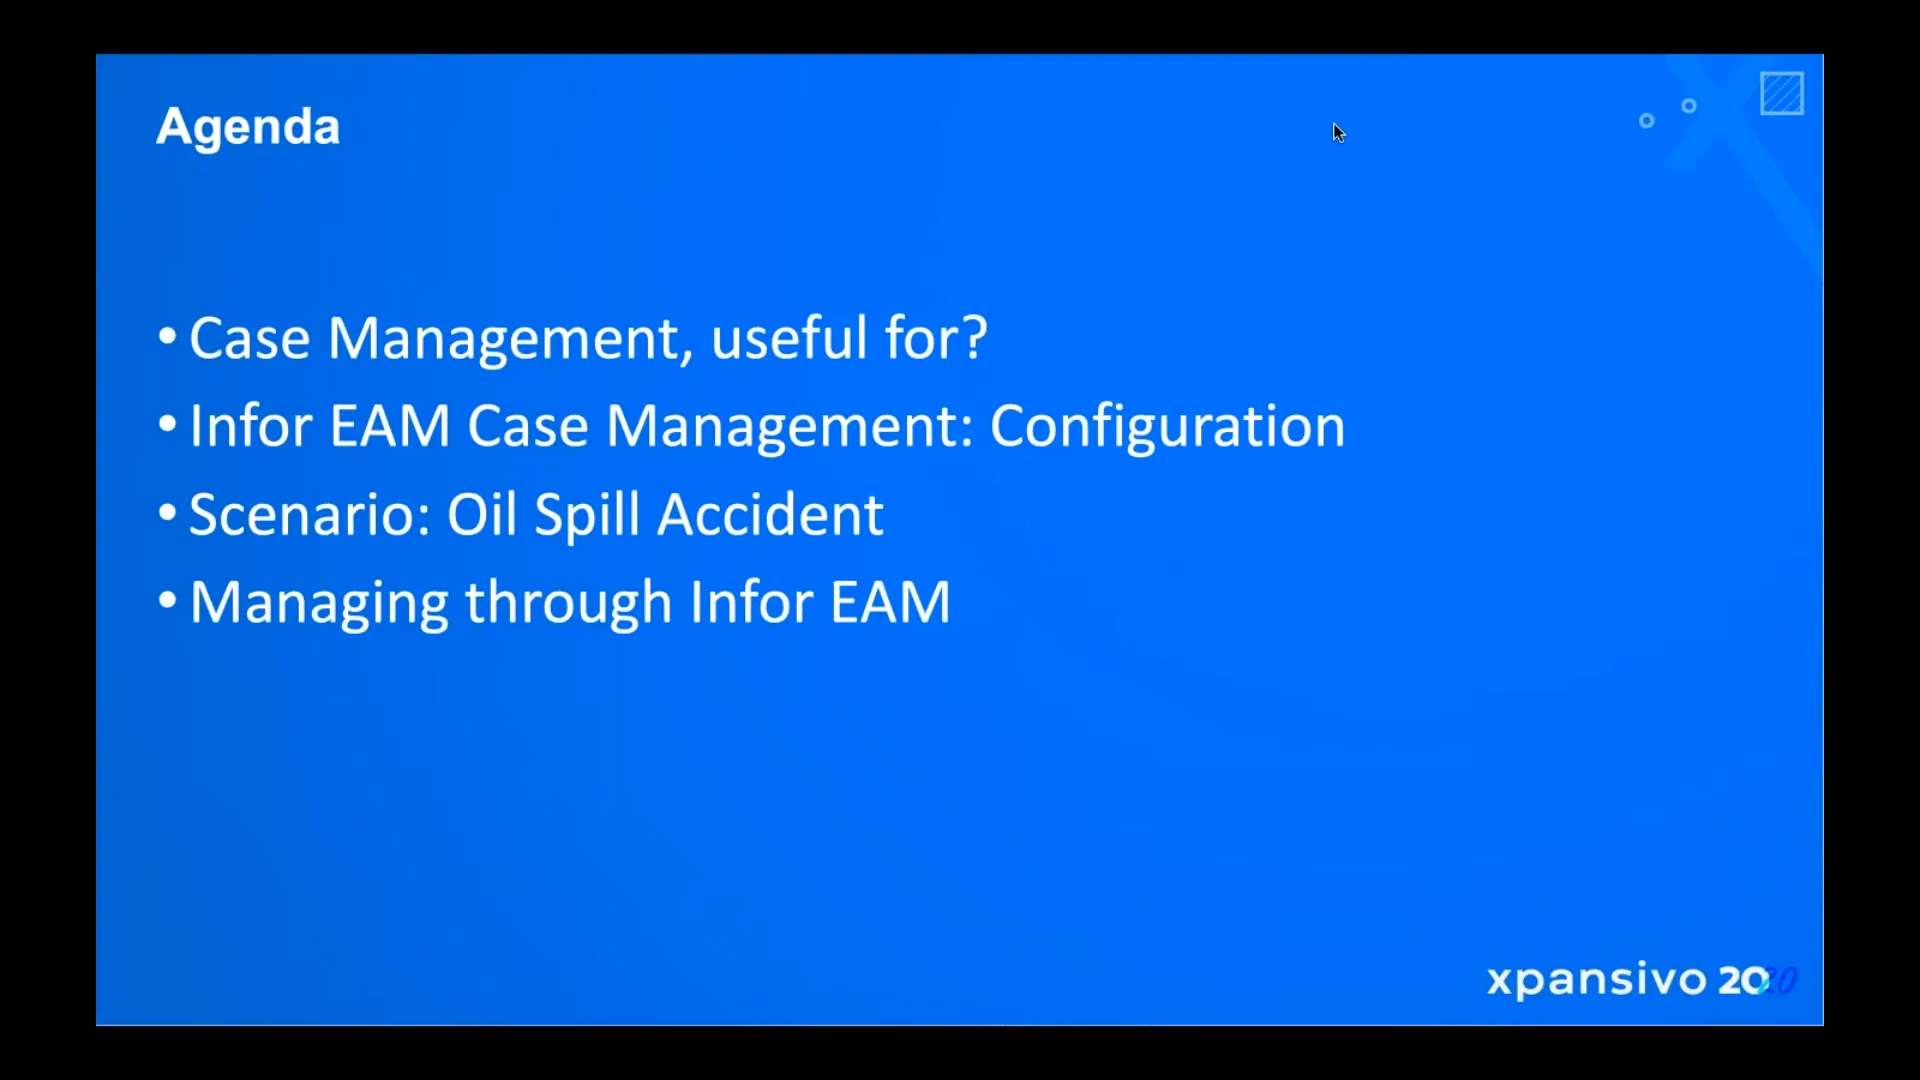 Agenda
• Case Management, useful for?
• Infor EAM Case Management: Configuration
• Scenario: Oil Spill Accident
• Managing through Infor EAM
xpansivo 2020